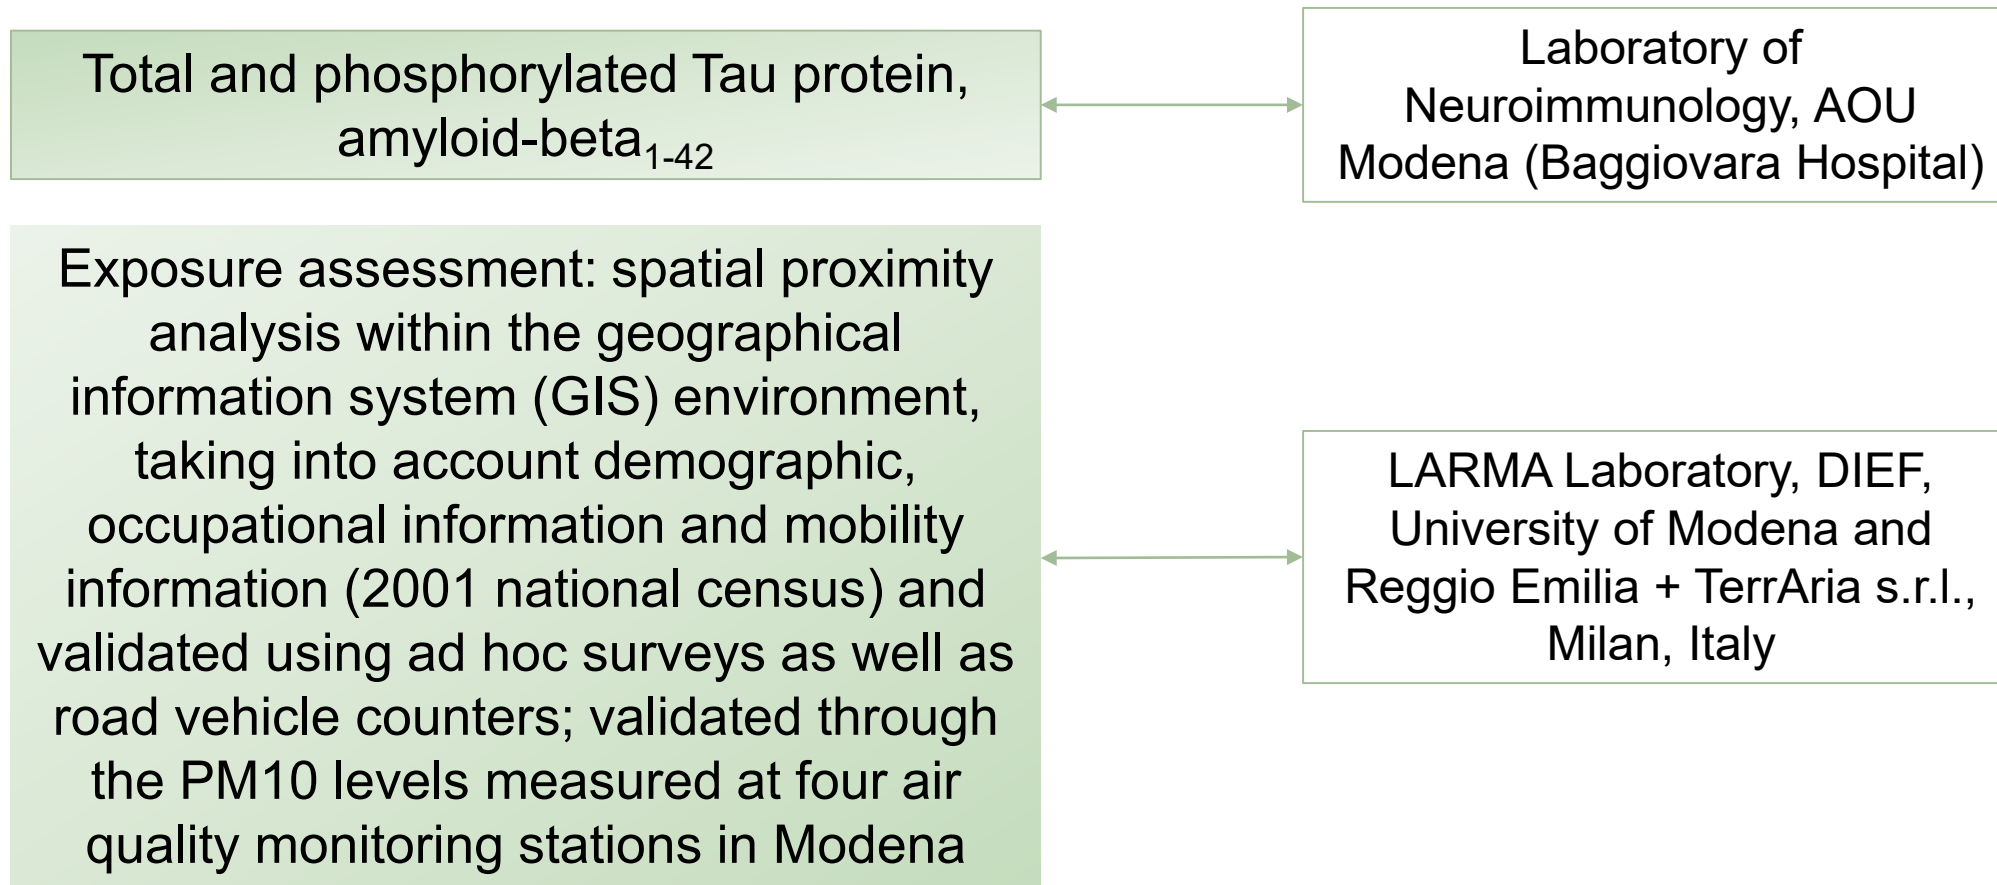 Total and phosphorylated Tau protein,
amyloid-beta₁₋₄₂
Laboratory of
Neuroimmunology, AOU
Modena (Baggiovara Hospital)
Exposure assessment: spatial proximity
analysis within the geographical
information system (GIS) environment,
taking into account demographic,
occupational information and mobility
information (2001 national census) and
validated using ad hoc surveys as well as
road vehicle counters; validated through
the PM10 levels measured at four air
quality monitoring stations in Modena
LARMA Laboratory, DIEF,
University of Modena and
Reggio Emilia + TerrAria s.r.l.,
Milan, Italy